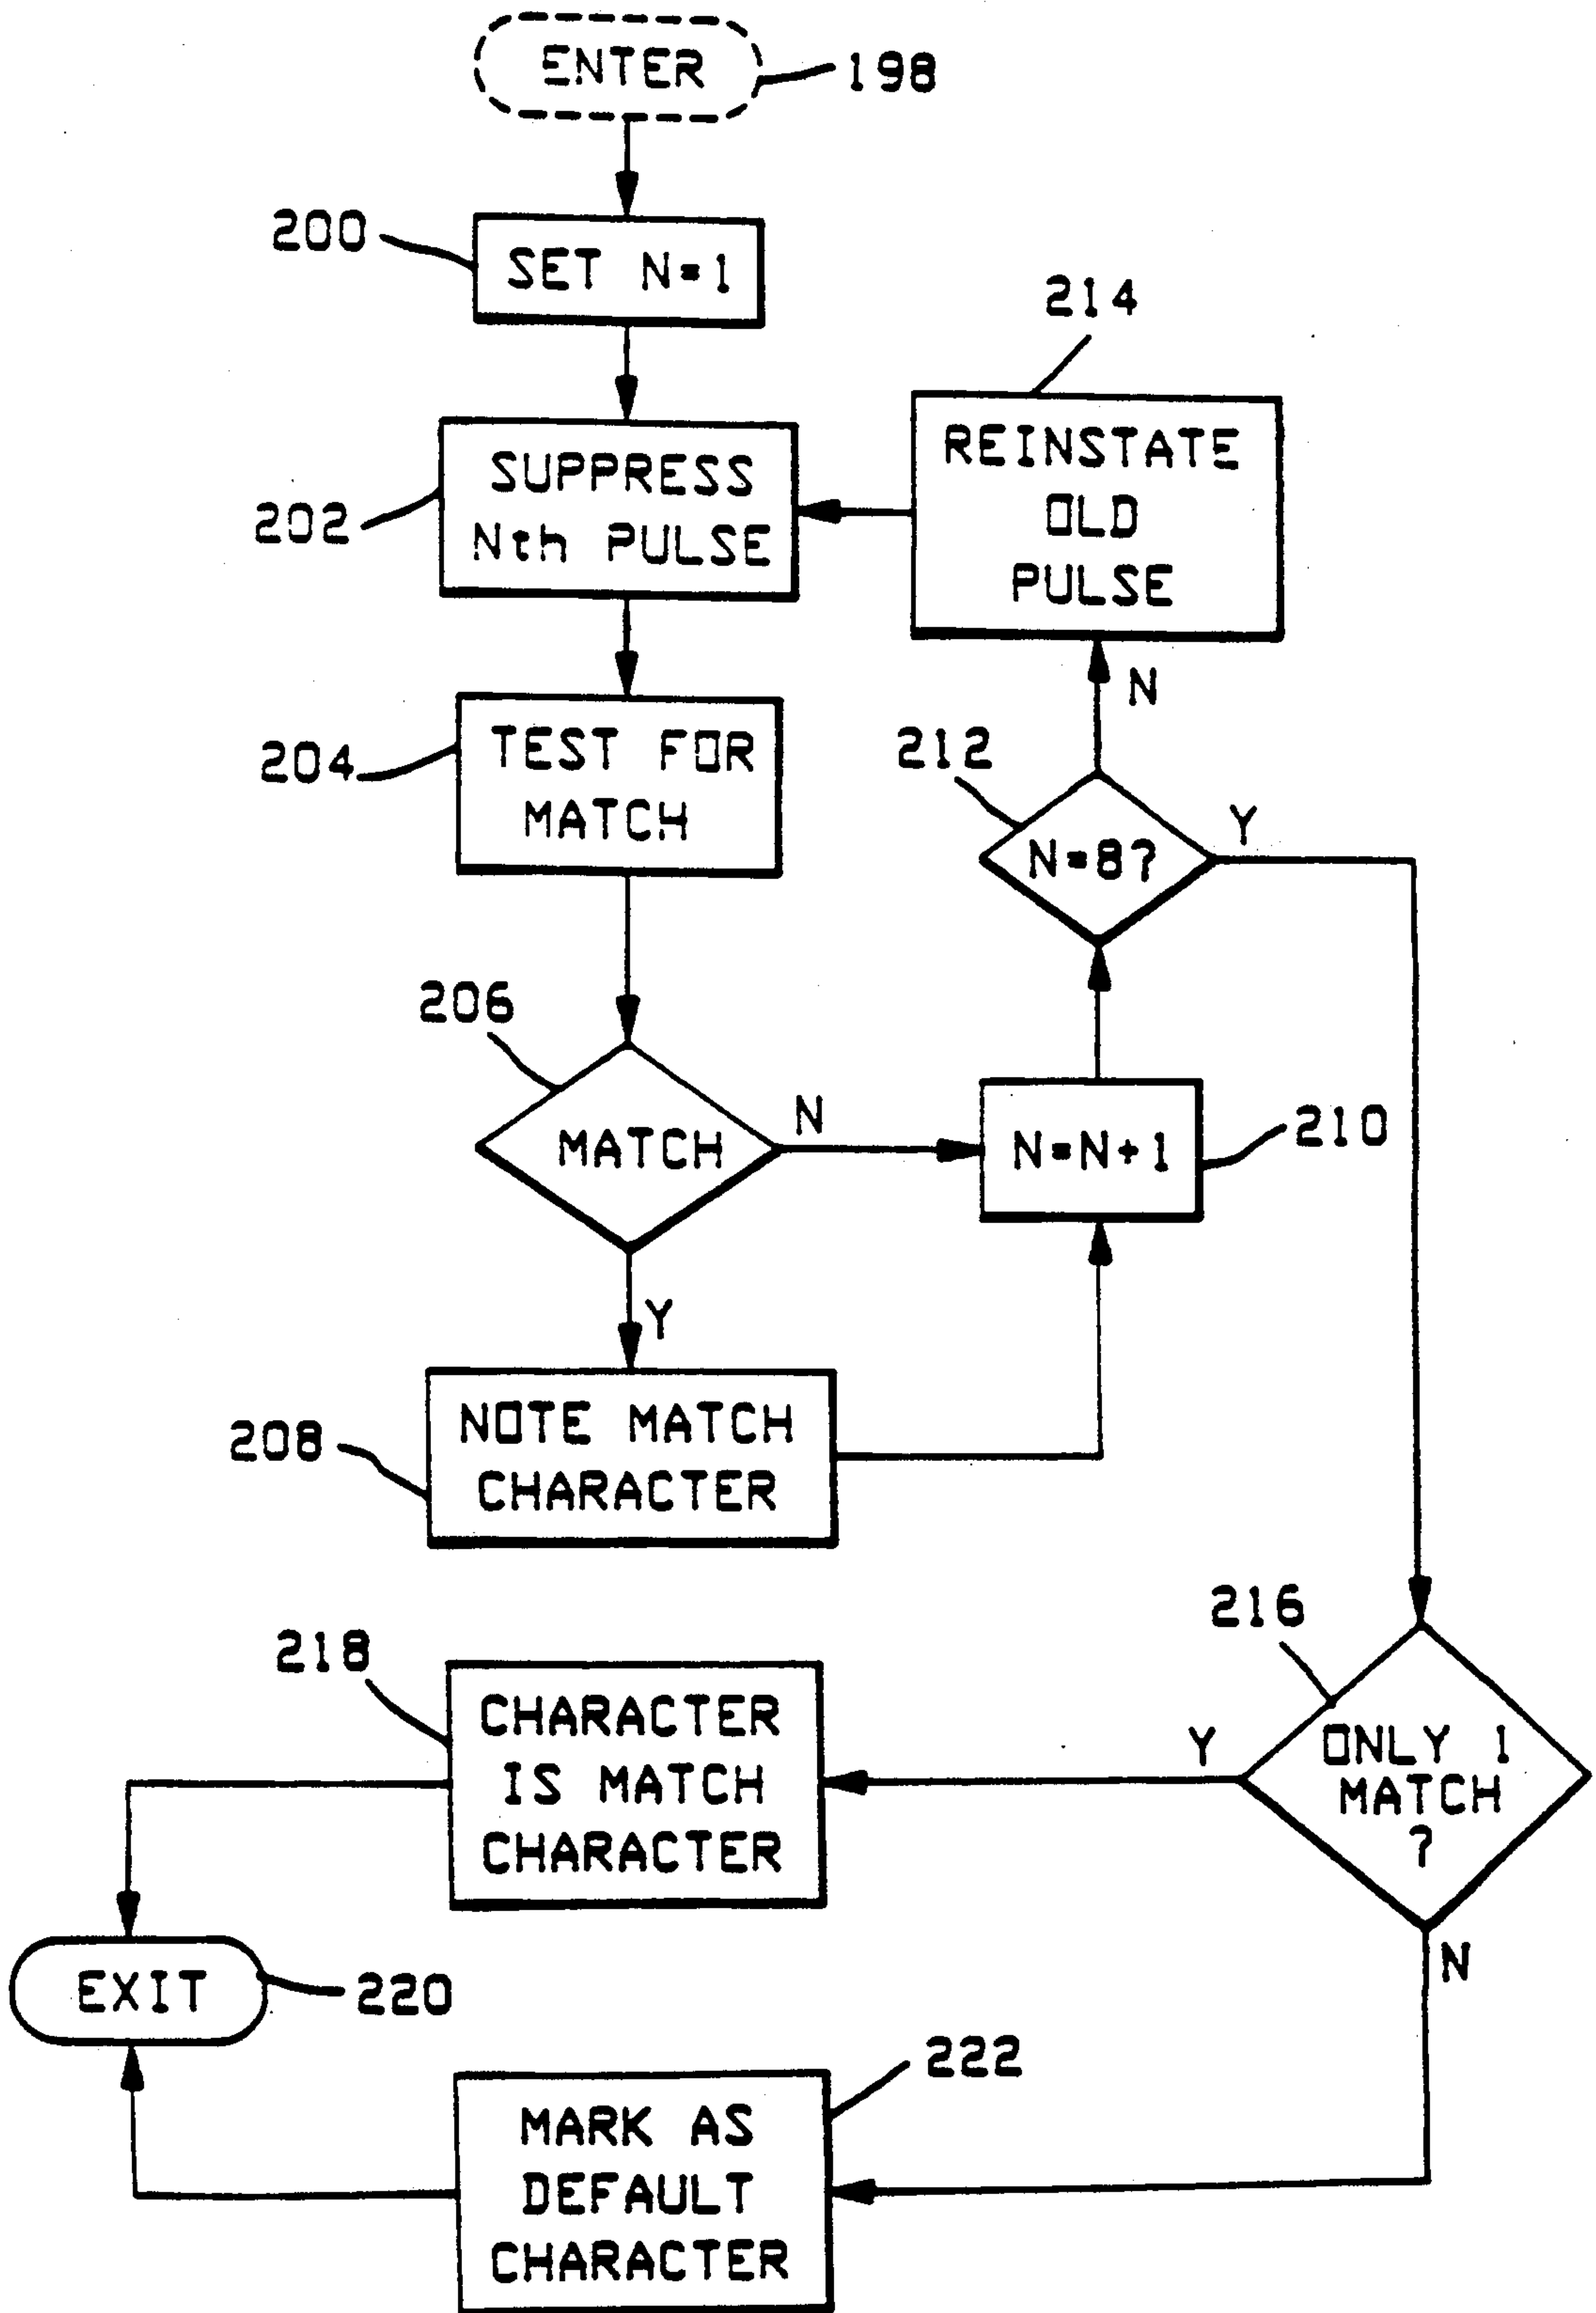 ENTER
198
200
SET N=1
214
REINSTATE
OLD
PULSE
SUPPRESS
Nth PULSE
202
N
TEST FOR
MATCH
204
212
N=8?
Y
206
MATCH
N
N=N+1
210
Y
NOTE MATCH
CHARACTER
208
216
ONLY 1
MATCH
?
Y
218
CHARACTER
IS MATCH
CHARACTER
N
EXIT
220
222
MARK AS
DEFAULT
CHARACTER